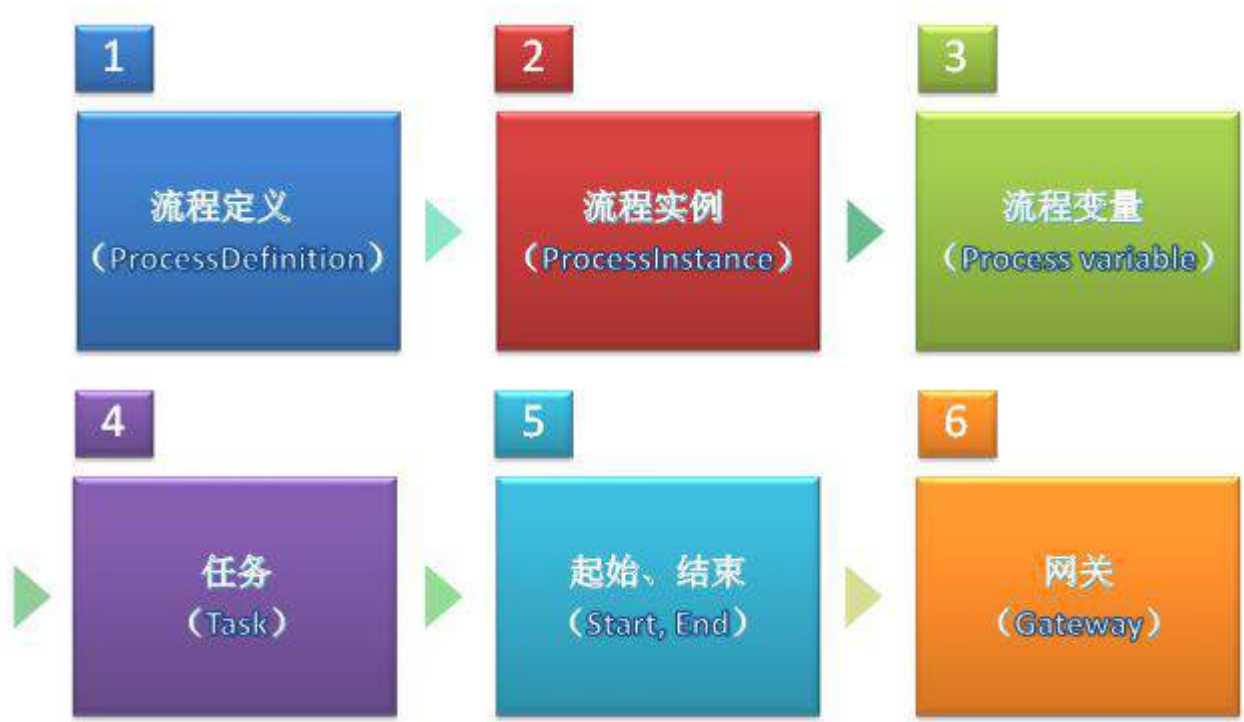 1
2
3
流程定义
（ProcessDefinition）
流程实例
（ProcessInstance）
流程变量
（Process variable）
4
5
6
任务
（Task）
起始、结束
（Start, End）
网关
（Gateway）